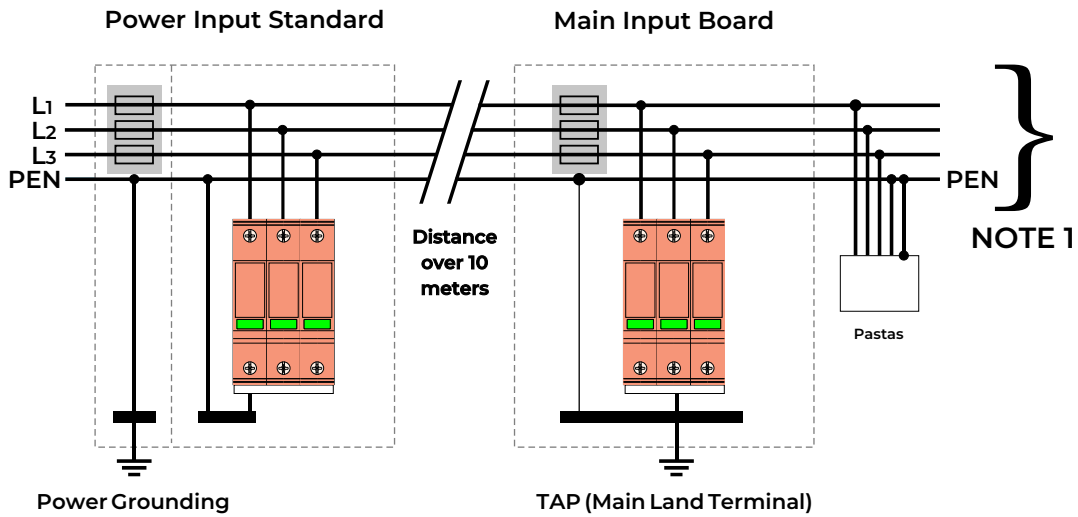 Power Input Standard
Main Input Board
L1
L2
L3
PEN
PEN
NOTE 1
Distance
over 10
meters
Pastas
Power Grounding
TAP (Main Land Terminal)